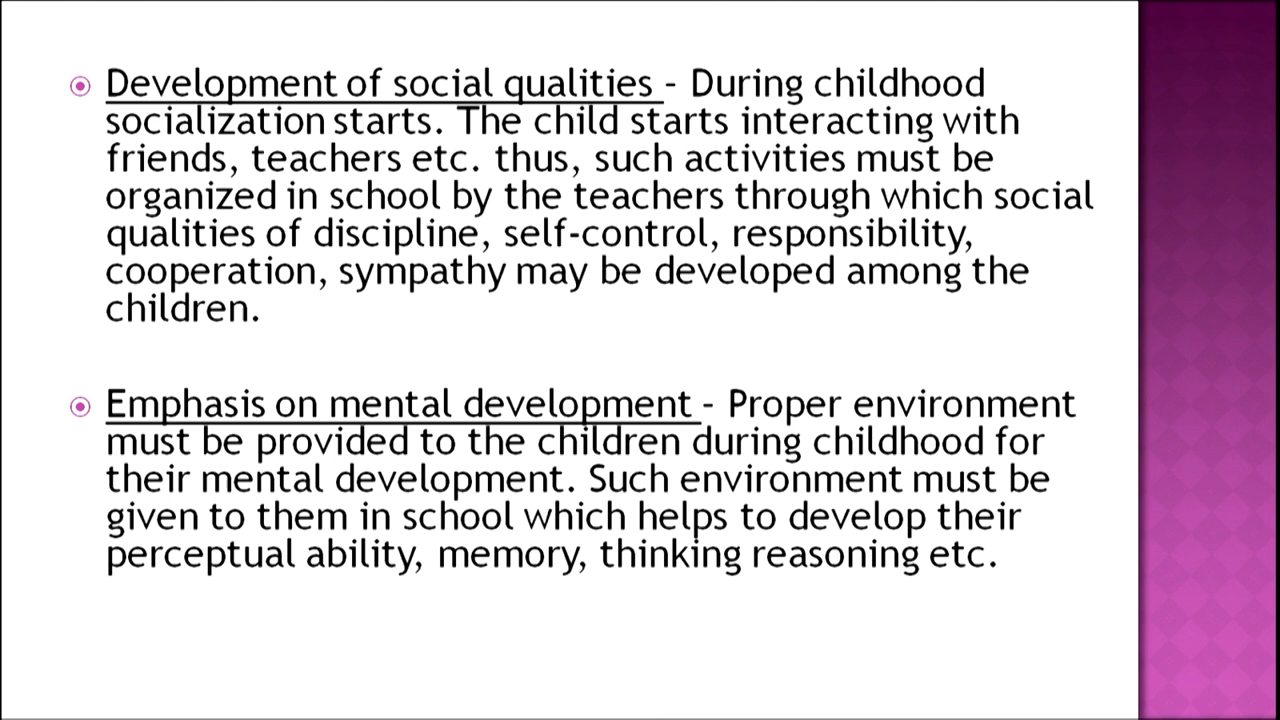 Development of social qualities - During childhood
socialization starts. The child starts interacting with
friends, teachers etc. thus, such activities must be
organized in school by the teachers through which social
qualities of discipline, self-control, responsibility,
cooperation, sympathy may be developed among the
children.
Emphasis on mental development - Proper environment
must be provided to the children during childhood for
their mental development. Such environment must be
given to them in school which helps to develop their
perceptual ability, memory, thinking reasoning etc.